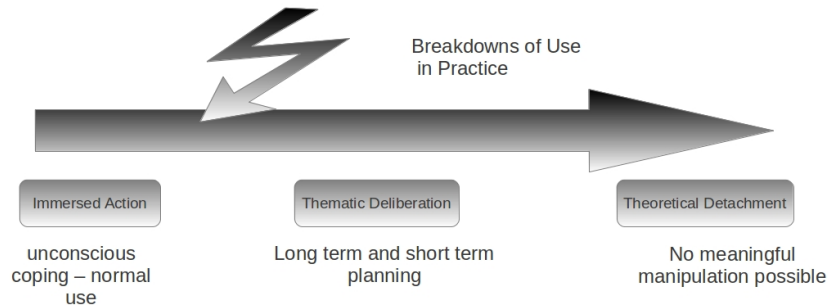 Breakdowns of Use
in Practice
Immersed Action
Thematic Deliberation
Theoretical Detachment
unconscious
coping – normal
use
Long term and short term
planning
No meaningful
manipulation possible